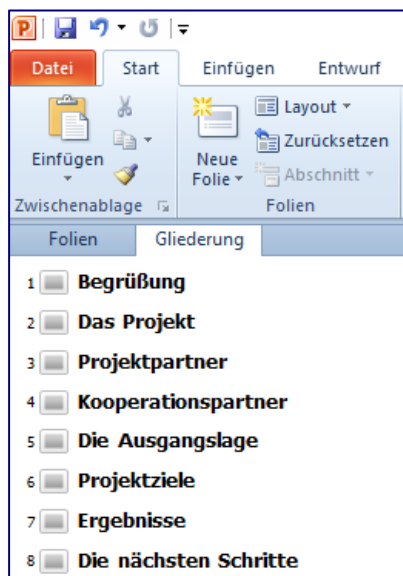 Datei Start Einfügen Entwurf
Layout
Zurücksetzen
Abschnitt
Einfügen
Neue
Folie
Zwischenablage Folien
Folien Gliederung
1 Begrüßung
2 Das Projekt
3 Projektpartner
4 Kooperationspartner
5 Die Ausgangslage
6 Projektziele
7 Ergebnisse
8 Die nächsten Schritte